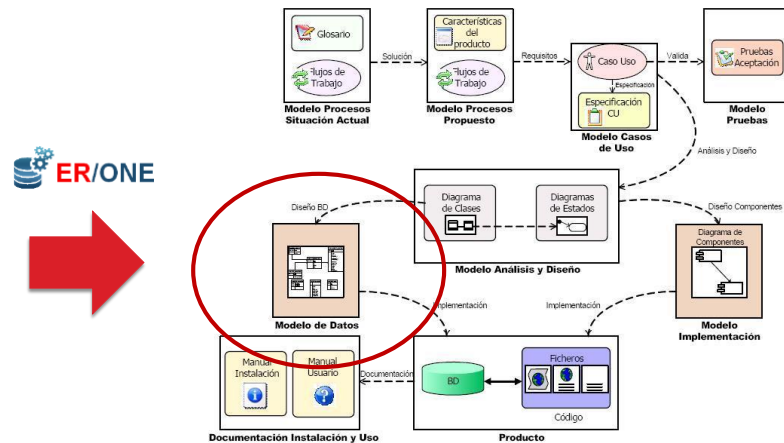 Glosario
Flujos de
Trabajo
Modelo Procesos
Situación Actual
Solución
Características
del
producto
Flujos de
Trabajo
Modelo Procesos
Propuesto
Requisitos
Caso Uso
Especificación
Especificación
CU
Modelo Casos
de Uso
Valida
Pruebas
Aceptación
Modelo
Pruebas
Análisis y Diseño
ER/ONE
Diseño BD
Diagrama
de Clases
Diagramas
de Estados
Modelo Análisis y Diseño
Diseño Componentes
Diagrama de
Componentes
Modelo
Implementación
Modelo de Datos
Implementación
Implementación
Manual
Instalación
Manual
Usuario
Documentación Instalación y Uso
Documentación
BD
Ficheros
Código
Producto